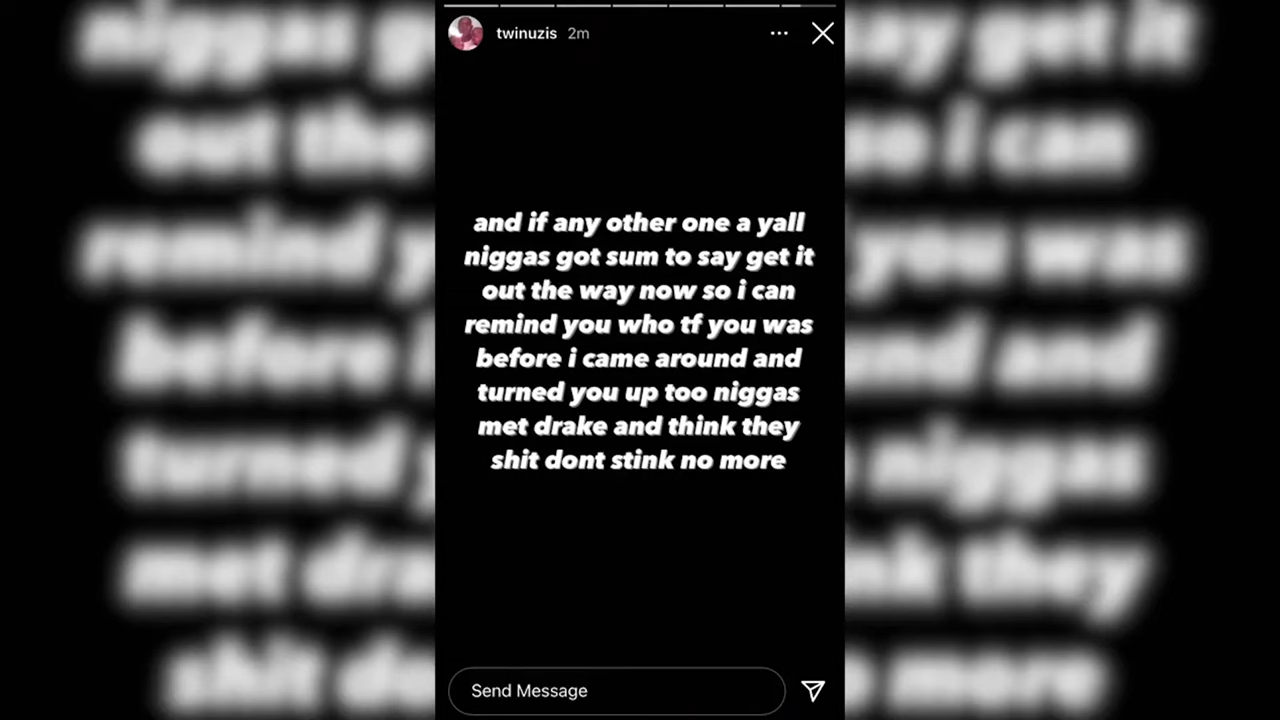 twinuzis 2m
and if any other one a yall
niggas got sum to say get it
out the way now so i can
remind you who tf you was
before i came around and
turned you up too niggas
met drake and think they
shit dont stink no more
Send Message